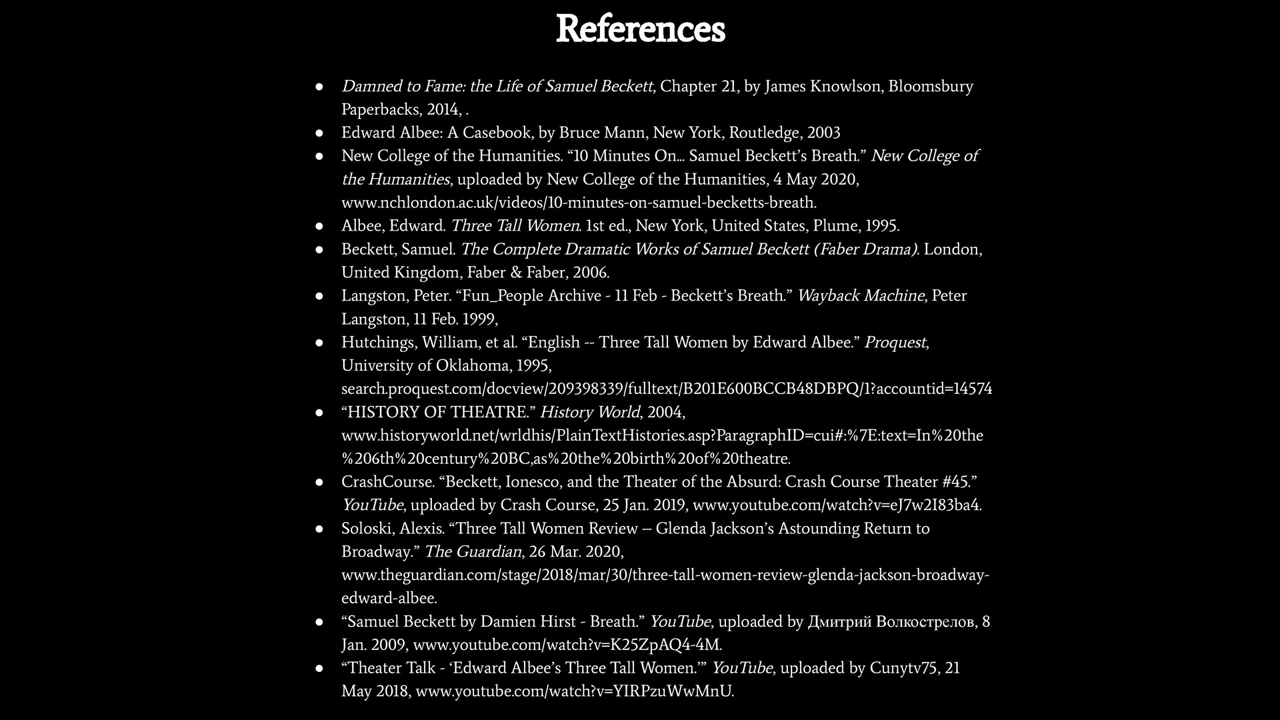 References
● Damned to Fame: the Life of Samuel Beckett, Chapter 21, by James Knowlson, Bloomsbury
Paperbacks, 2014, .
● Edward Albee: A Casebook, by Bruce Mann, New York, Routledge, 2003
● New College of the Humanities. “10 Minutes On... Samuel Beckett’s Breath.” New College of
the Humanities, uploaded by New College of the Humanities, 4 May 2020,
www.nchlondon.ac.uk/videos/10-minutes-on-samuel-becketts-breath.
● Albee, Edward. Three Tall Women. 1st ed., New York, United States, Plume, 1995.
● Beckett, Samuel. The Complete Dramatic Works of Samuel Beckett (Faber Drama). London,
United Kingdom, Faber & Faber, 2006.
● Langston, Peter. “Fun_People Archive - 11 Feb - Beckett’s Breath.” Wayback Machine, Peter
Langston, 11 Feb. 1999,
● Hutchings, William, et al. “English -- Three Tall Women by Edward Albee.” Proquest,
University of Oklahoma, 1995,
search.proquest.com/docview/209398339/fulltext/B201E600BCCB48DBPQ/1?accountid=14574
● “HISTORY OF THEATRE.” History World, 2004,
www.historyworld.net/wrldhis/PlainTextHistories.asp?ParagraphID=cui#:%7E:text=In%20the
%206th%20century%20BC,as%20the%20birth%20of%20theatre.
● CrashCourse. “Beckett, Ionesco, and the Theater of the Absurd: Crash Course Theater #45.”
YouTube, uploaded by Crash Course, 25 Jan. 2019, www.youtube.com/watch?v=eJ7w2I83ba4.
● Soloski, Alexis. “Three Tall Women Review – Glenda Jackson’s Astounding Return to
Broadway.” The Guardian, 26 Mar. 2020,
www.theguardian.com/stage/2018/mar/30/three-tall-women-review-glenda-jackson-broadway-
edward-albee.
● “Samuel Beckett by Damien Hirst - Breath.” YouTube, uploaded by Дмитрий Волкострелов, 8
Jan. 2009, www.youtube.com/watch?v=K25ZpAQ4-4M.
● “Theater Talk - ‘Edward Albee’s Three Tall Women.’” YouTube, uploaded by Cunytv75, 21
May 2018, www.youtube.com/watch?v=YIRPzuWwMnU.